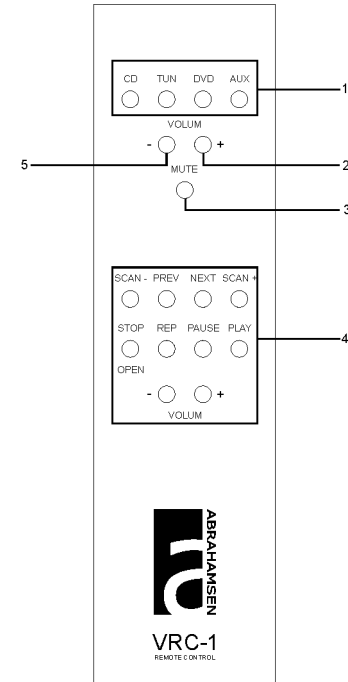 CD TUN DVD AUX
1
VOLUM
- +
5
2
MUTE
3
SCAN - PREV NEXT SCAN +
STOP REP PAUSE PLAY
4
OPEN
- +
VOLUM
ABRAHAMSEN
VRC-1
REMOTE CONTROL